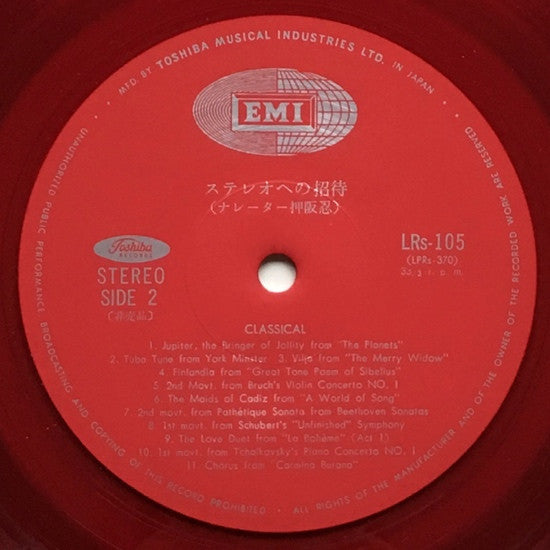 MFD. BY TOSHIBA MUSICAL INDUSTRIES LTD. IN JAPAN
EMI
ステレオへの招待
(ナレーター押阪忍)
Toshiba
RECORDS
STEREO
SIDE 2
(非売品)
LRs-105
(LPRs-370)
33⅓ r. p. m.
CLASSICAL
1. Jupiter, the Bringer of Jollity from "The Planets"
2. Tuba Tune from York Minster 3. Vilja from "The Merry Widow"
4. Finlandia from "Great Tone Poem of Sibelius"
5. 2nd Movt. from Bruch's Violin Concerto NO. 1
6. The Maids of Cadiz from "A World of Song"
7. 2nd movt. from Pathétique Sonata from Beethoven Sonatas
8. 1st movt. from Schubert's "Unfinished" Symphony
9. The Love Duet from "La Bohème" (Act 1)
10. 1st movt. from Tchaikovsky's Piano Concerto NO. 1
11. Chorus from "Carmina Burana"
UNAUTHORIZED PUBLIC PERFORMANCE BROADCASTING AND COPYING OF THIS RECORD PROHIBITED • ALL RIGHTS OF THE MANUFACTURER AND OF THE OWNER OF THE RECORDED WORK ARE RESERVED